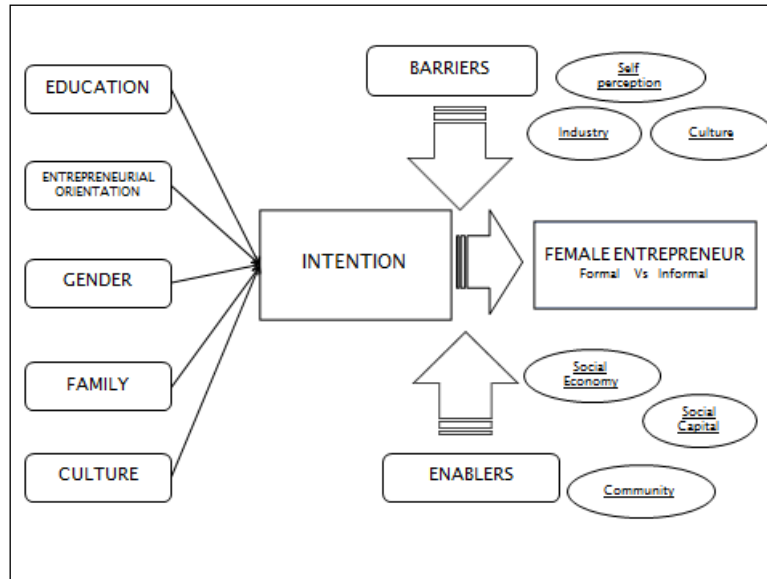 EDUCATION
ENTREPRENEURIAL
ORIENTATION
GENDER
FAMILY
CULTURE
INTENTION
BARRIERS
Self
perception
Industry
Culture
FEMALE ENTREPRENEUR
Formal Vs Informal
Social
Economy
Social
Capital
ENABLERS
Community